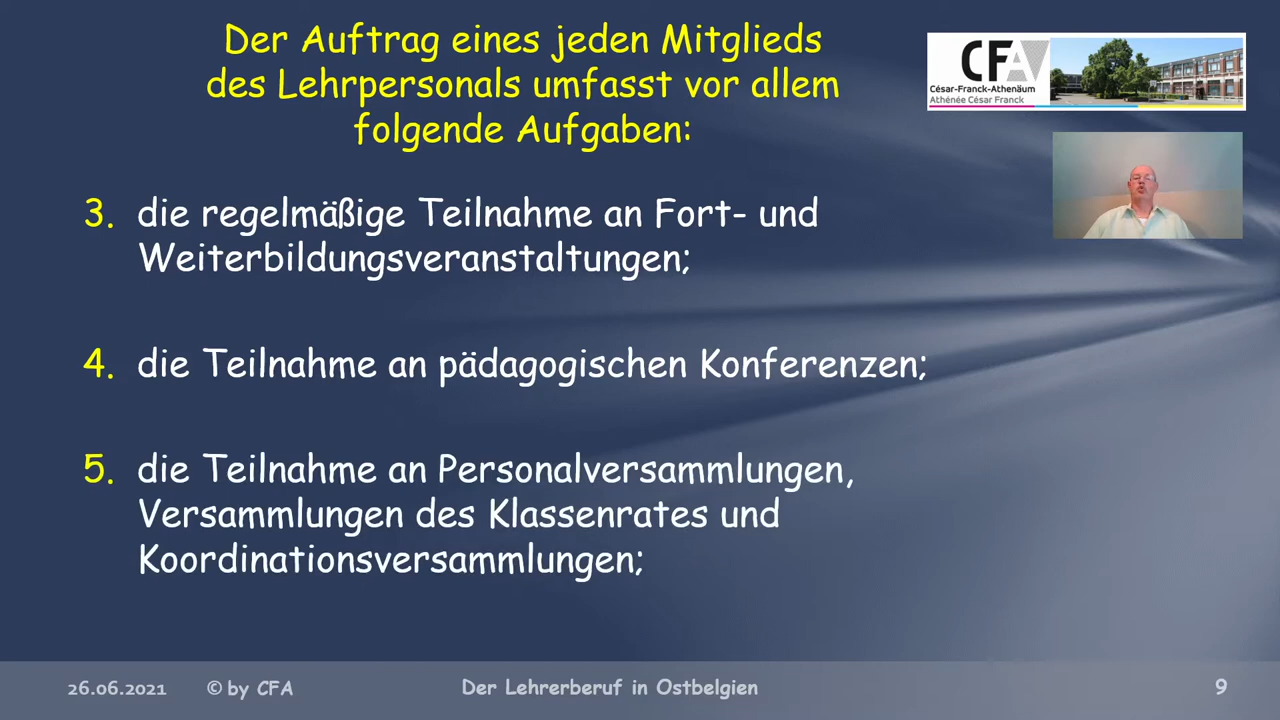 Der Auftrag eines jeden Mitglieds
des Lehrpersonals umfasst vor allem
folgende Aufgaben:
CFA
César-Franck-Athenäum
Athénée César Franck
3. die regelmäßige Teilnahme an Fort- und
Weiterbildungsveranstaltungen;
4. die Teilnahme an pädagogischen Konferenzen;
5. die Teilnahme an Personalversammlungen,
Versammlungen des Klassenrates und
Koordinationsversammlungen;
26.06.2021 © by CFA Der Lehrerberuf in Ostbelgien 9